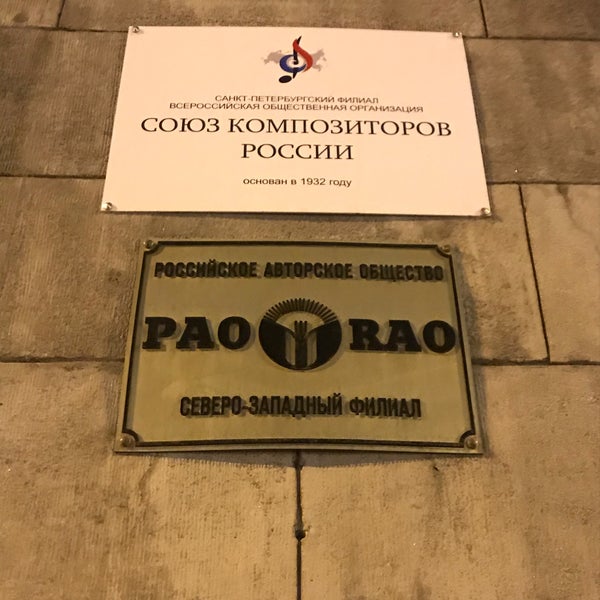 САНКТ-ПЕТЕРБУРГСКИЙ ФИЛИАЛ
ВСЕРОССИЙСКАЯ ОБЩЕСТВЕННАЯ ОРГАНИЗАЦИЯ
СОЮЗ КОМПОЗИТОРОВ
РОССИИ
основан в 1932 году
РОССИЙСКОЕ АВТОРСКОЕ ОБЩЕСТВО
РАО RAO
СЕВЕРО-ЗАПАДНЫЙ ФИЛИАЛ